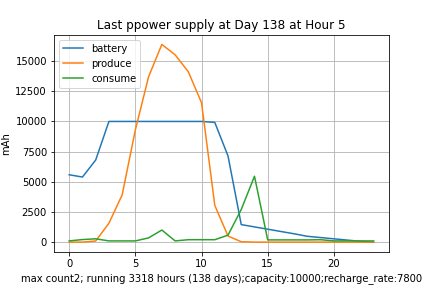 Last ppower supply at Day 138 at Hour 5
battery
produce
consume
mAh
15000
12500
10000
7500
5000
2500
0
0
5
10
15
20
max count2; running 3318 hours (138 days);capacity:10000;recharge_rate:7800